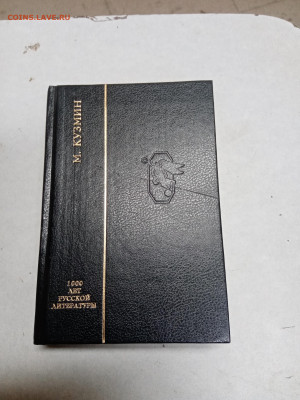 COINS.LAVE.RU
М. КУЗМИН
1000
ЛЕТ
РУССКОЙ
ЛИТЕРАТУРЫ